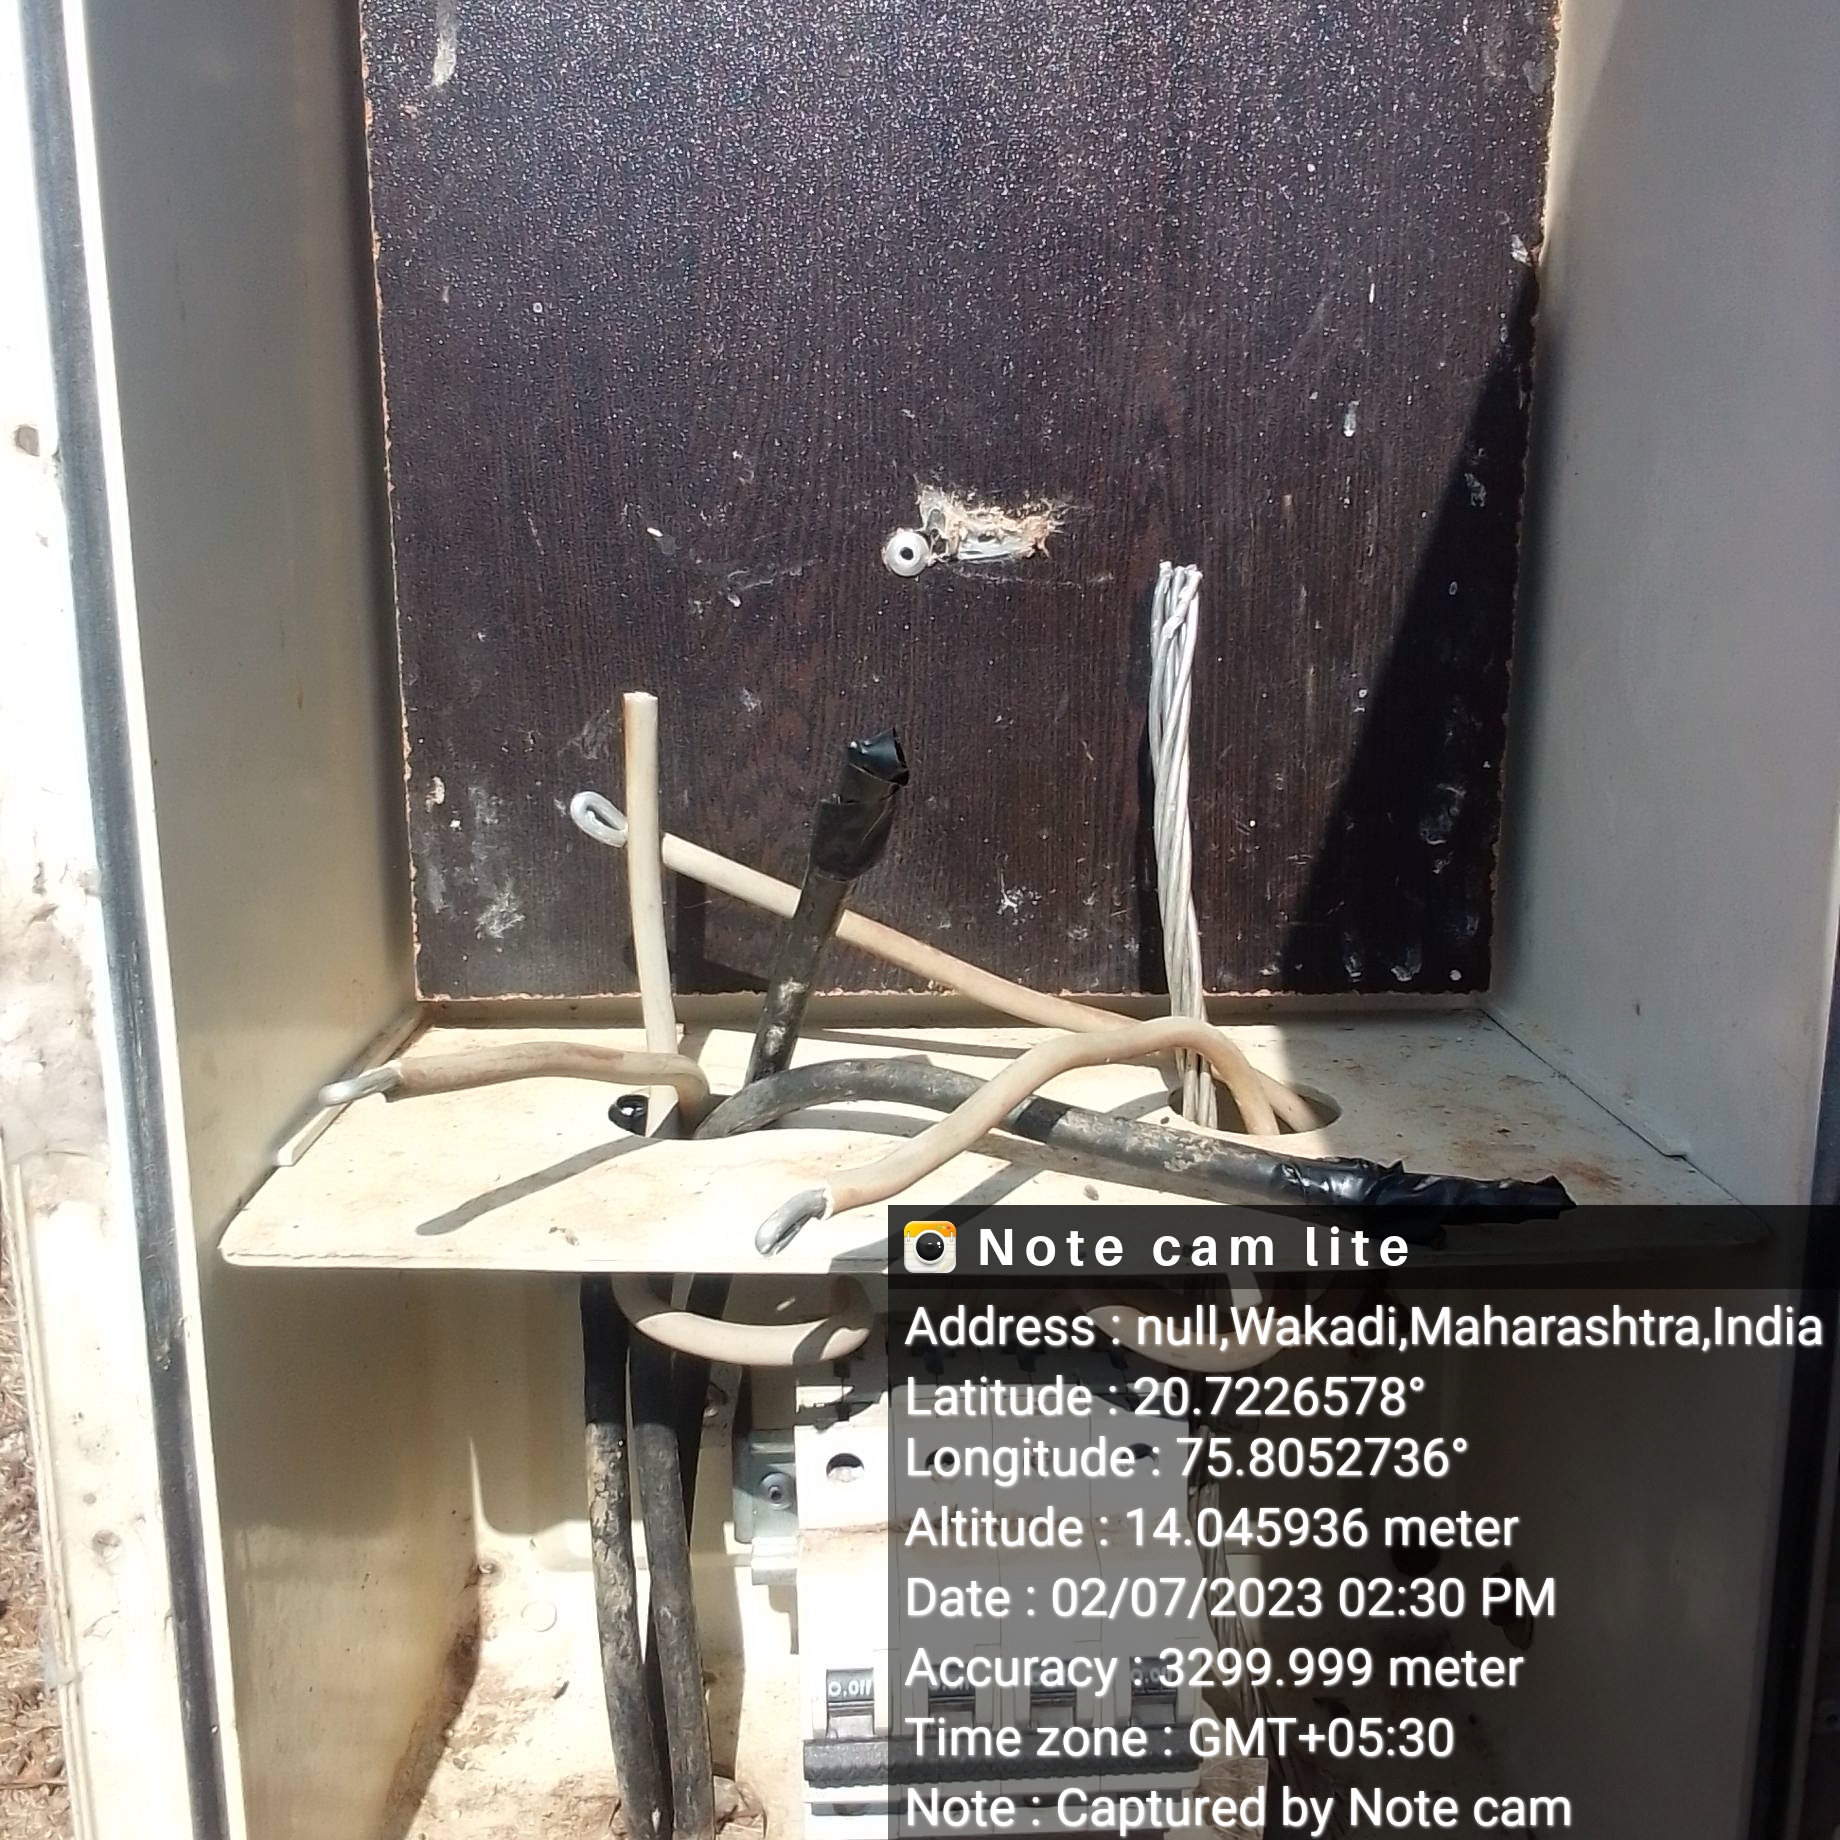 Note cam lite
Address : null,Wakadi,Maharashtra,India
Latitude : 20.7226578°
Longitude : 75.8052736°
Altitude : 14.045936 meter
Date : 02/07/2023 02:30 PM
Accuracy : 3299.999 meter
Time zone : GMT+05:30
Note : Captured by Note cam
O.OFF